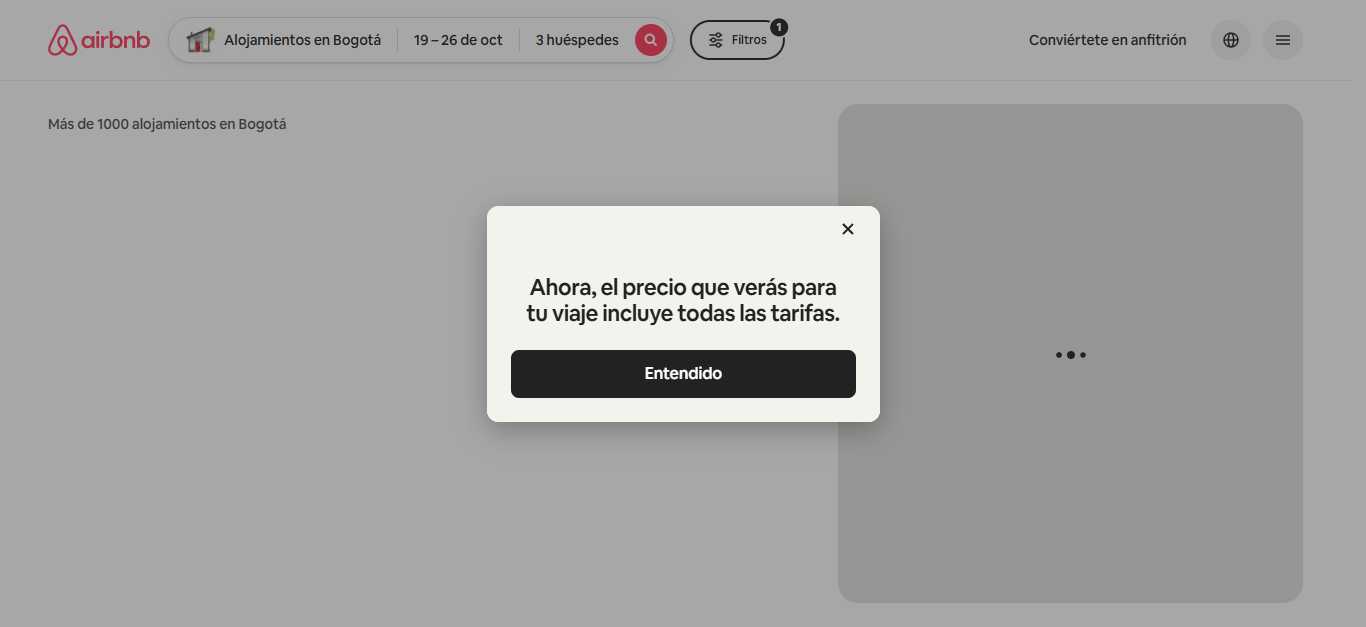 airbnb
Alojamientos en Bogotá
19 – 26 de oct
3 huéspedes
Filtros
1
Conviértete en anfitrión
Más de 1000 alojamientos en Bogotá
Ahora, el precio que verás para
tu viaje incluye todas las tarifas.
Entendido